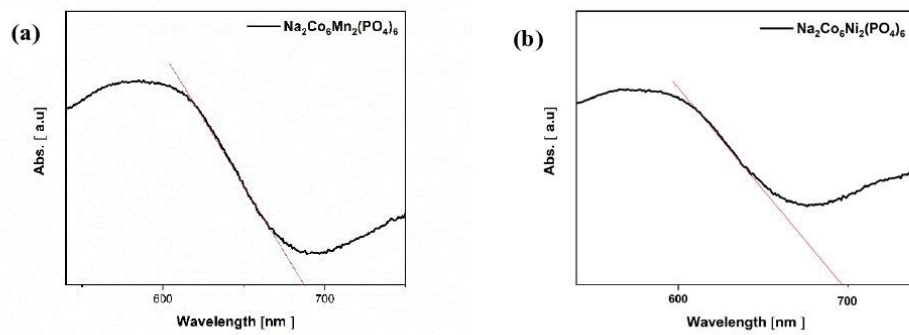 (a)
Na₂Co₆Mn₂(PO₄)₆
Abs. [ a.u]
600
700
Wavelength [nm ]
(b)
Na₂Co₆Ni₂(PO₄)₆
Abs. [ a.u]
600
700
Wavelength [nm ]